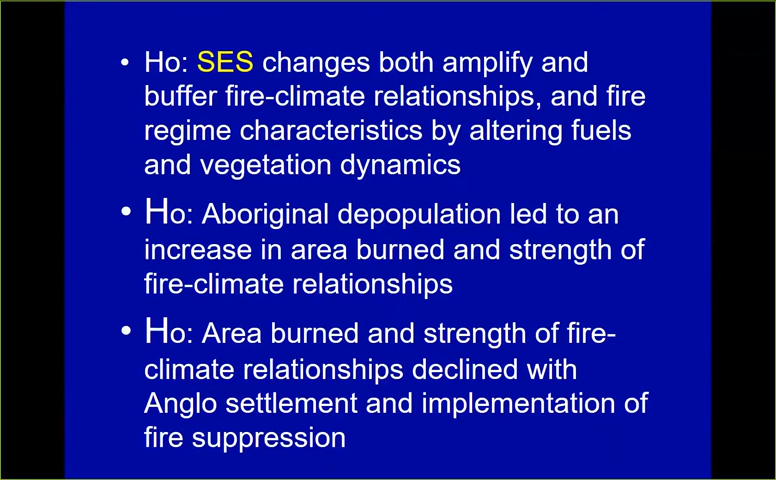 • Ho: SES changes both amplify and
buffer fire-climate relationships, and fire
regime characteristics by altering fuels
and vegetation dynamics
• Ho: Aboriginal depopulation led to an
increase in area burned and strength of
fire-climate relationships
• Ho: Area burned and strength of fire-
climate relationships declined with
Anglo settlement and implementation of
fire suppression